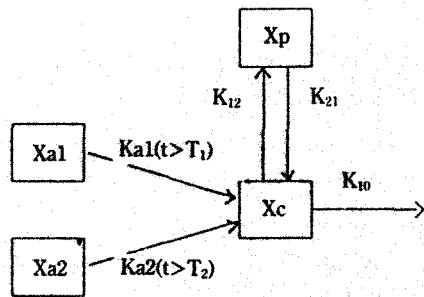 Xp
K12
K21
Xa1
Ka1(t>T1)
Xc
K10
Xa2
Ka2(t>T2)